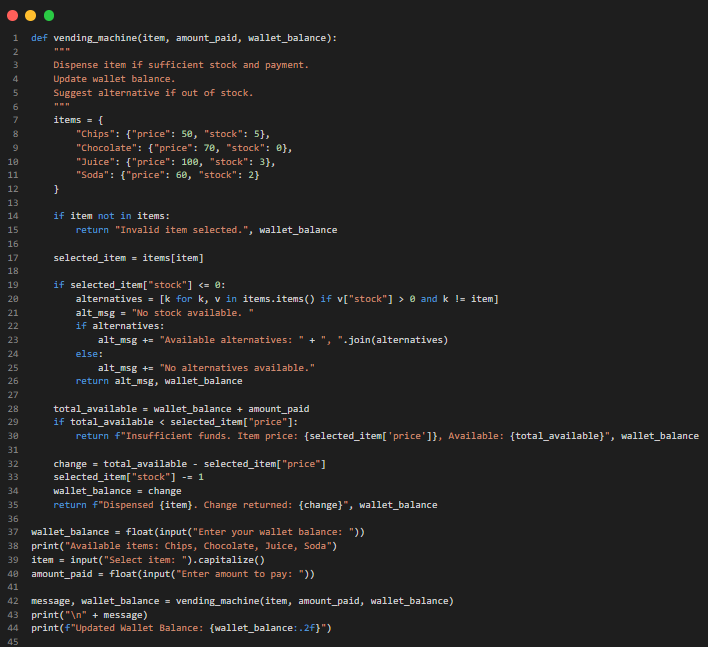 1 def vending_machine(item, amount_paid, wallet_balance):
2     """
3     Dispense item if sufficient stock and payment.
4     Update wallet balance.
5     Suggest alternative if out of stock.
6     """
7     items = {
8         "Chips": {"price": 50, "stock": 5},
9         "Chocolate": {"price": 70, "stock": 0},
10         "Juice": {"price": 100, "stock": 3},
11         "Soda": {"price": 60, "stock": 2}
12     }
13
14     if item not in items:
15         return "Invalid item selected.", wallet_balance
16
17     selected_item = items[item]
18
19     if selected_item["stock"] <= 0:
20         alternatives = [k for k, v in items.items() if v["stock"] > 0 and k != item]
21         alt_msg = "No stock available. "
22         if alternatives:
23             alt_msg += "Available alternatives: " + ", ".join(alternatives)
24         else:
25             alt_msg += "No alternatives available."
26         return alt_msg, wallet_balance
27
28     total_available = wallet_balance + amount_paid
29     if total_available < selected_item["price"]:
30         return f"Insufficient funds. Item price: {selected_item['price']}, Available: {total_available}", wallet_balance
31
32     change = total_available - selected_item["price"]
33     selected_item["stock"] -= 1
34     wallet_balance = change
35     return f"Dispensed {item}. Change returned: {change}", wallet_balance
36
37 wallet_balance = float(input("Enter your wallet balance: "))
38 print("Available items: Chips, Chocolate, Juice, Soda")
39 item = input("Select item: ").capitalize()
40 amount_paid = float(input("Enter amount to pay: "))
41
42 message, wallet_balance = vending_machine(item, amount_paid, wallet_balance)
43 print("\n" + message)
44 print(f"Updated Wallet Balance: {wallet_balance:.2f}")
45